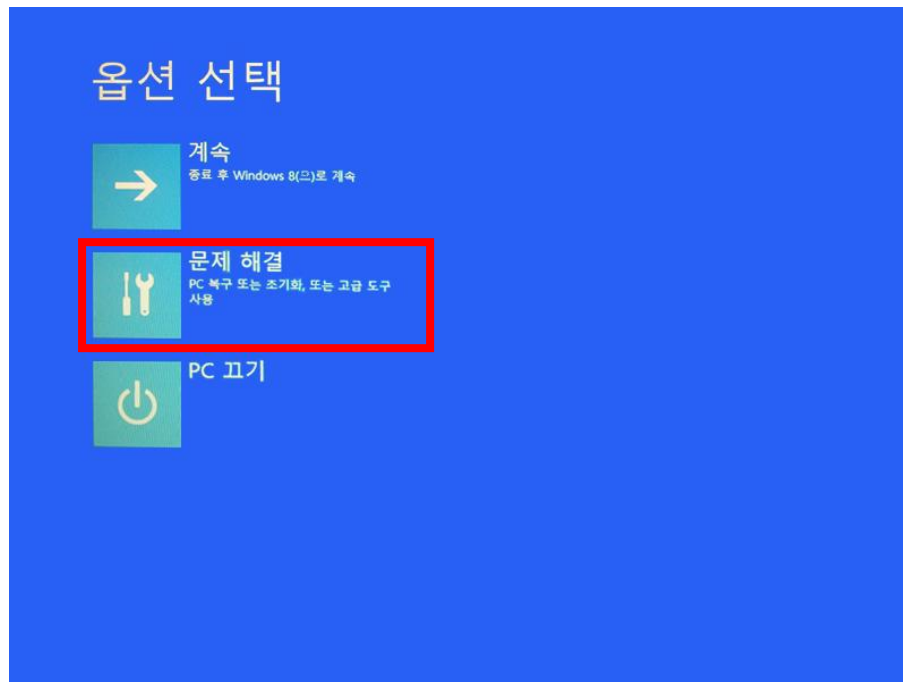 옵션 선택
계속
종료 후 Windows 8(으)로 계속
문제 해결
PC 복구 또는 초기화, 또는 고급 도구
사용
PC 끄기